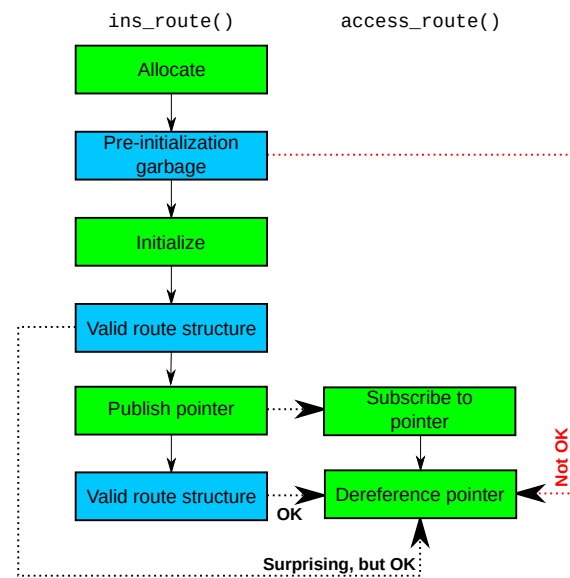 ins_route() access_route()
Allocate
Pre-initialization
garbage
Initialize
Valid route structure
Publish pointer
Subscribe to
pointer
Valid route structure
Dereference pointer
OK
Not OK
Surprising, but OK